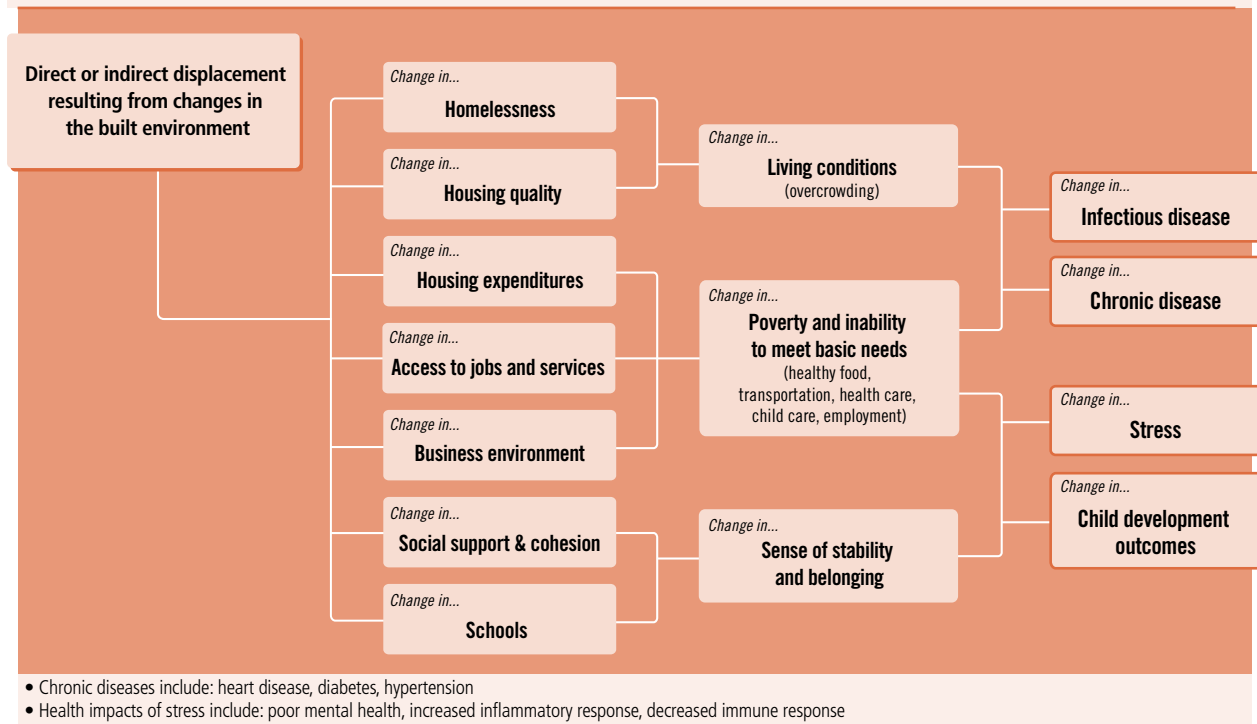 Direct or indirect displacement
resulting from changes in
the built environment
Change in...
Homelessness
Change in...
Housing quality
Change in...
Housing expenditures
Change in...
Access to jobs and services
Change in...
Business environment
Change in...
Social support & cohesion
Change in...
Schools
Change in...
Living conditions
(overcrowding)
Change in...
Poverty and inability
to meet basic needs
(healthy food,
transportation, health care,
child care, employment)
Change in...
Sense of stability
and belonging
Change in...
Infectious disease
Change in...
Chronic disease
Change in...
Stress
Change in...
Child development
outcomes
• Chronic diseases include: heart disease, diabetes, hypertension
• Health impacts of stress include: poor mental health, increased inflammatory response, decreased immune response